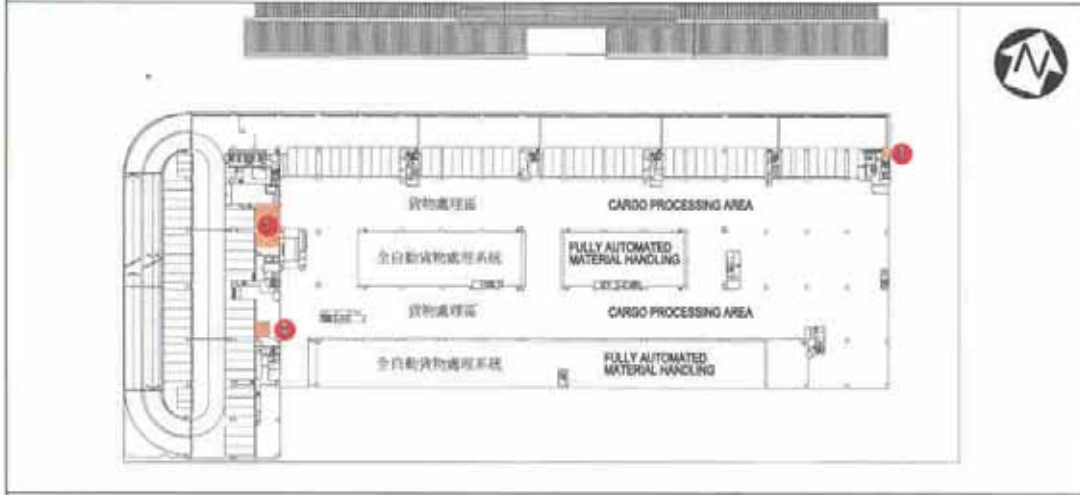 N
貨物處理區 CARGO PROCESSING AREA
全自動貨物處理系統 FULLY AUTOMATED
MATERIAL HANDLING
貨物處理區 CARGO PROCESSING AREA
全自動貨物處理系統 FULLY AUTOMATED
MATERIAL HANDLING